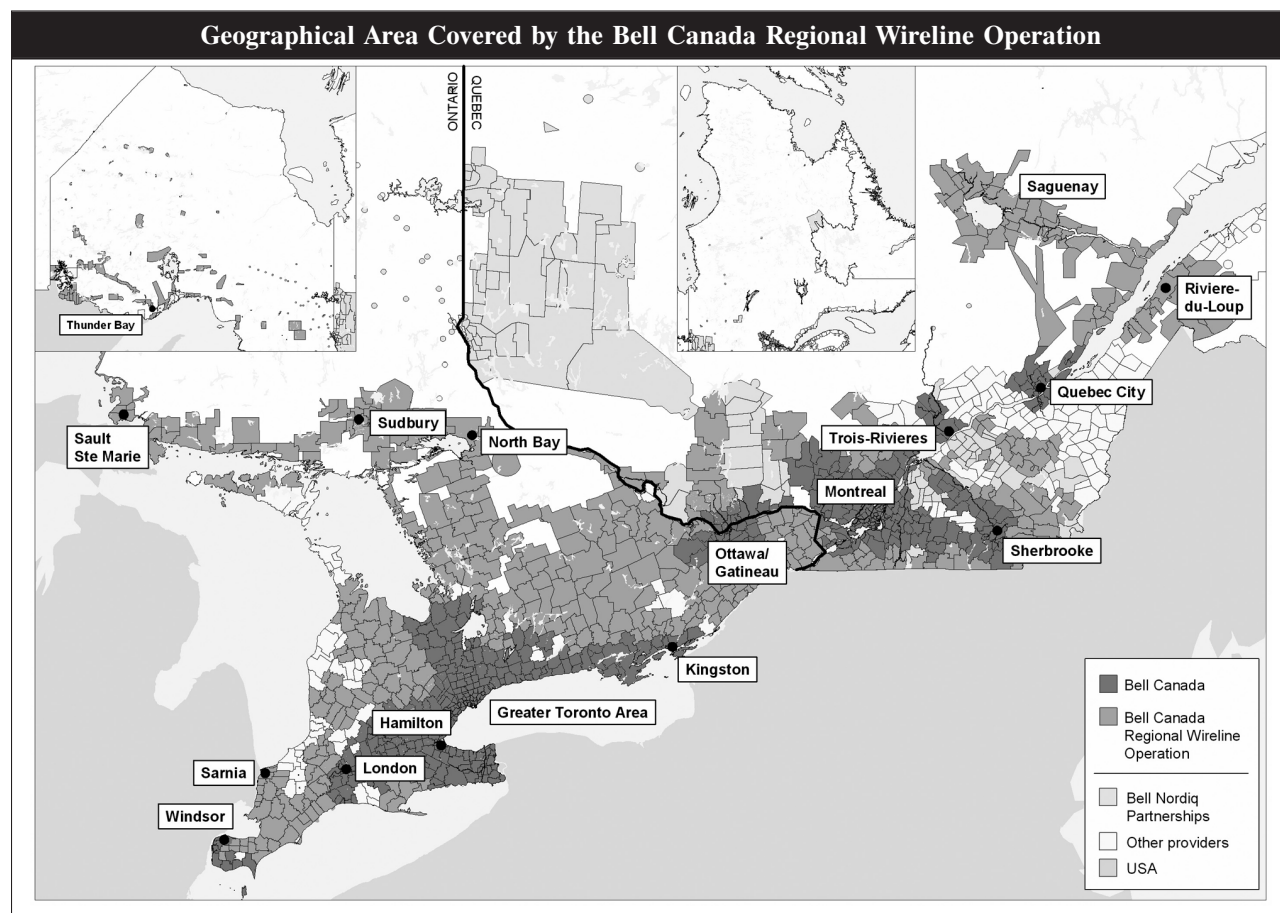 Geographical Area Covered by the Bell Canada Regional Wireline Operation
ONTARIO
QUEBEC
Saguenay
Riviere-
du-Loup
Thunder Bay
Quebec City
Sudbury
North Bay
Trois-Rivieres
Sault
Ste Marie
Montreal
Ottawa/
Gatineau
Sherbrooke
Kingston
Greater Toronto Area
Hamilton
London
Sarnia
Windsor
Bell Canada
Bell Canada
Regional Wireline
Operation
Bell Nordiq
Partnerships
Other providers
USA